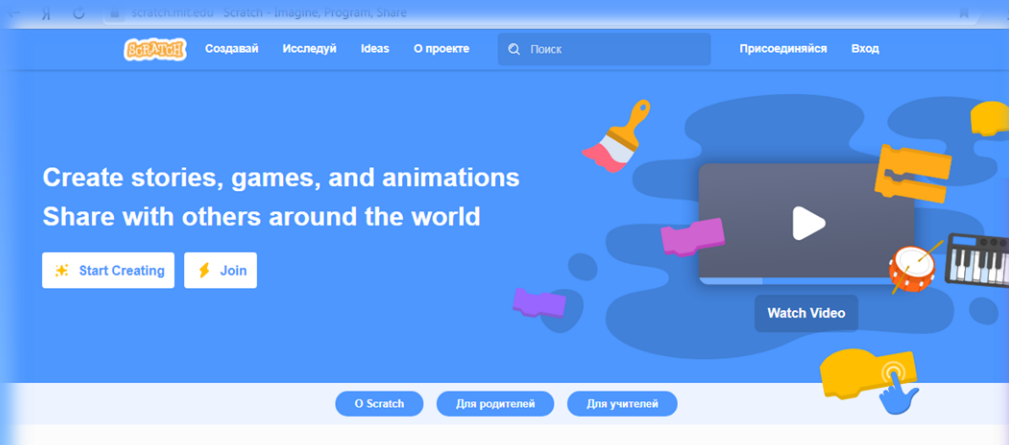 scratch.mit.edu Scratch - Imagine, Program, Share
SCRATCH Создавай Исследуй Ideas О проекте Поиск Присоединяйся Вход
Create stories, games, and animations
Share with others around the world
Start Creating Join
Watch Video
О Scratch Для родителей Для учителей